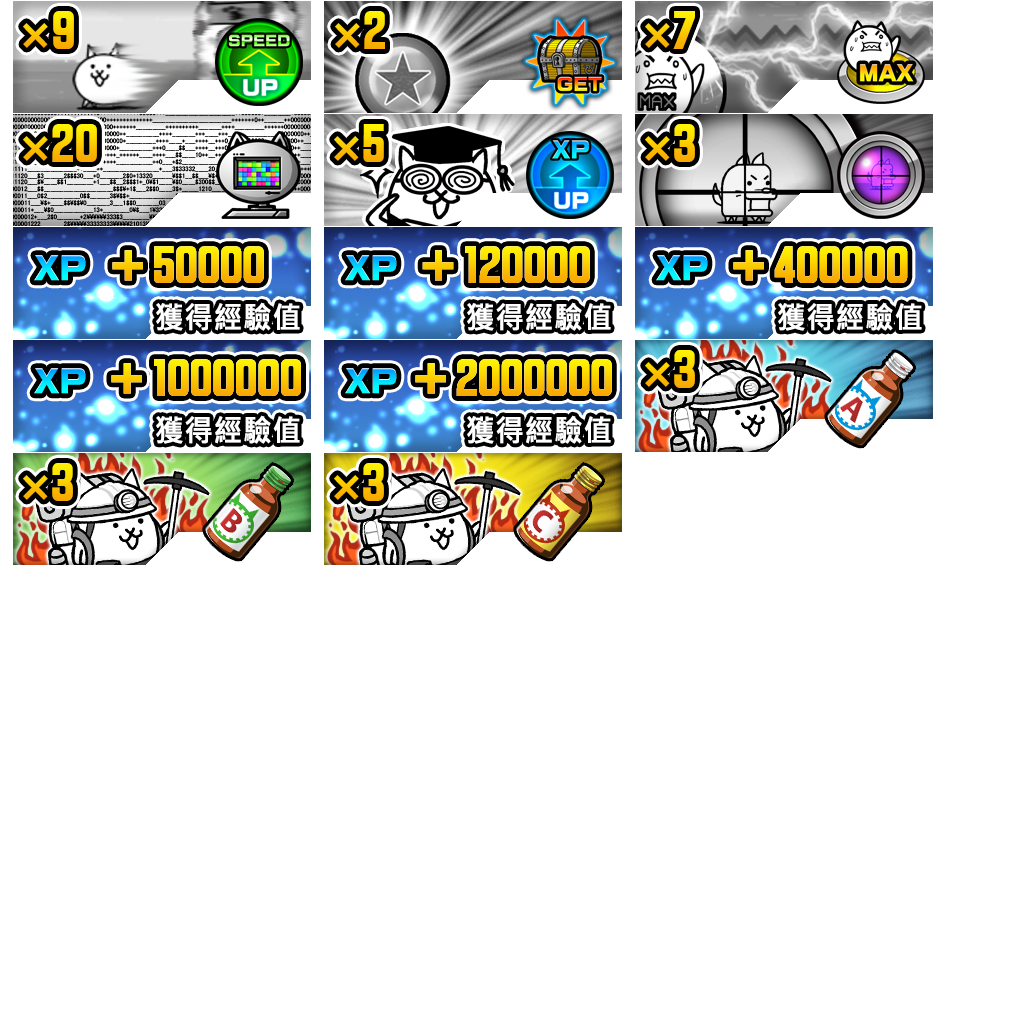 ×9
SPEED
UP
×2
GET
×7
MAX
MAX
×20
×5
XP
UP
×3
XP +50000
獲得經驗值
XP +120000
獲得經驗值
XP +400000
獲得經驗值
XP +1000000
獲得經驗值
XP +2000000
獲得經驗值
×3
A
×3
B
×3
C